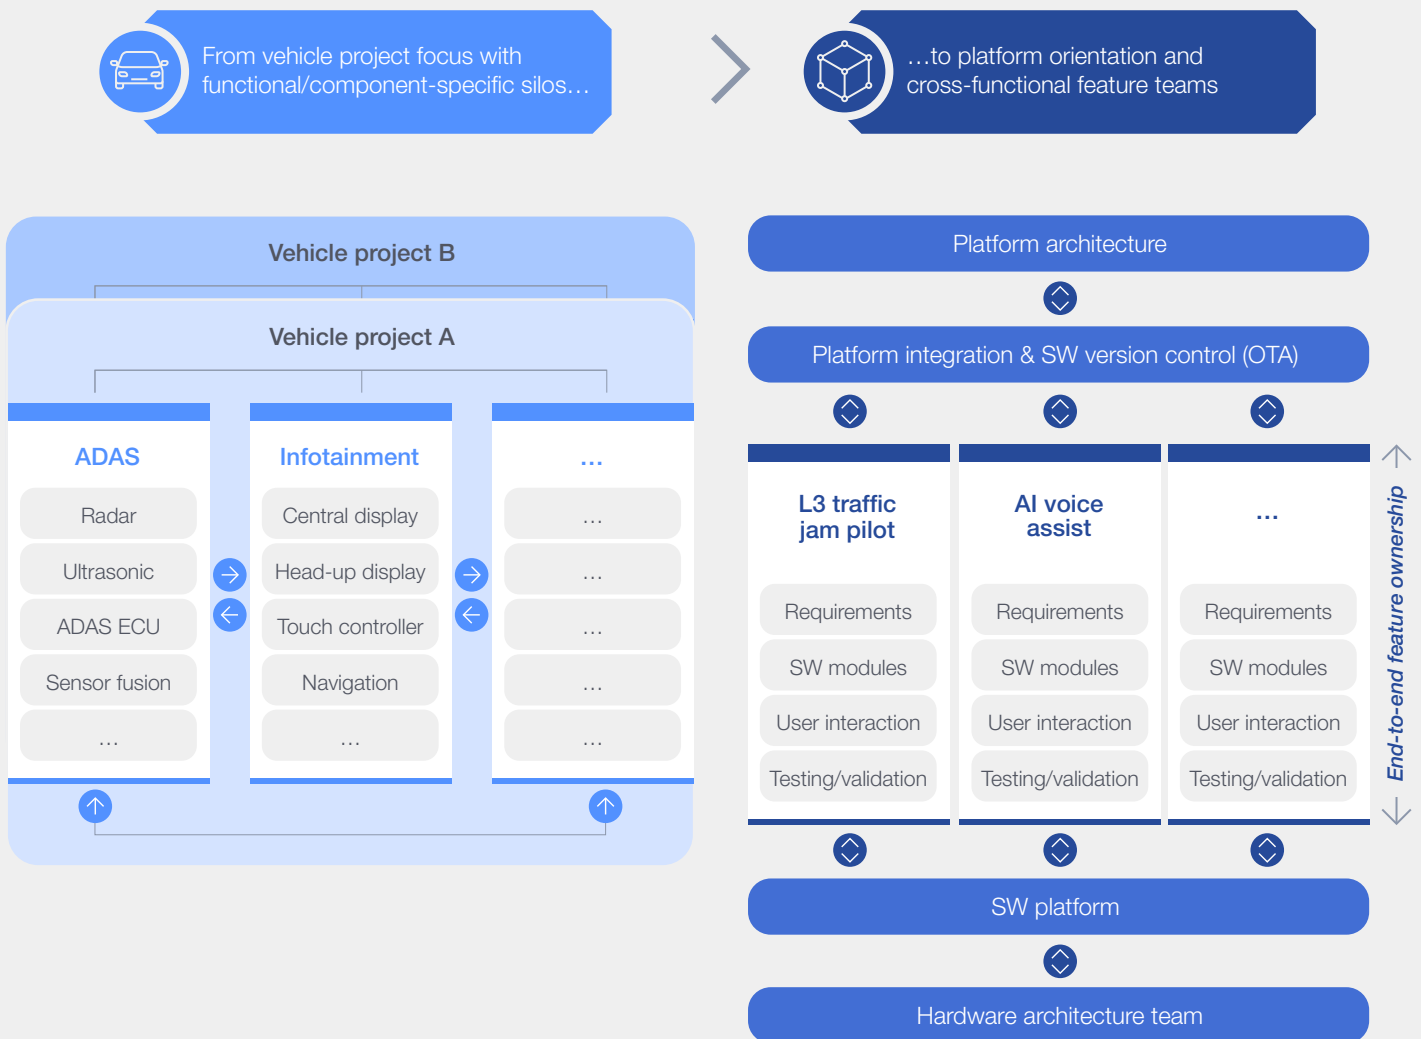 From vehicle project focus with
functional/component-specific silos…
…to platform orientation and
cross-functional feature teams
Vehicle project B
Vehicle project A
ADAS
Radar
Ultrasonic
ADAS ECU
Sensor fusion
…
Infotainment
Central display
Head-up display
Touch controller
Navigation
…
…
…
…
…
…
…
Platform architecture
Platform integration & SW version control (OTA)
L3 traffic
jam pilot
Requirements
SW modules
User interaction
Testing/validation
AI voice
assist
Requirements
SW modules
User interaction
Testing/validation
…
Requirements
SW modules
User interaction
Testing/validation
End-to-end feature ownership
SW platform
Hardware architecture team